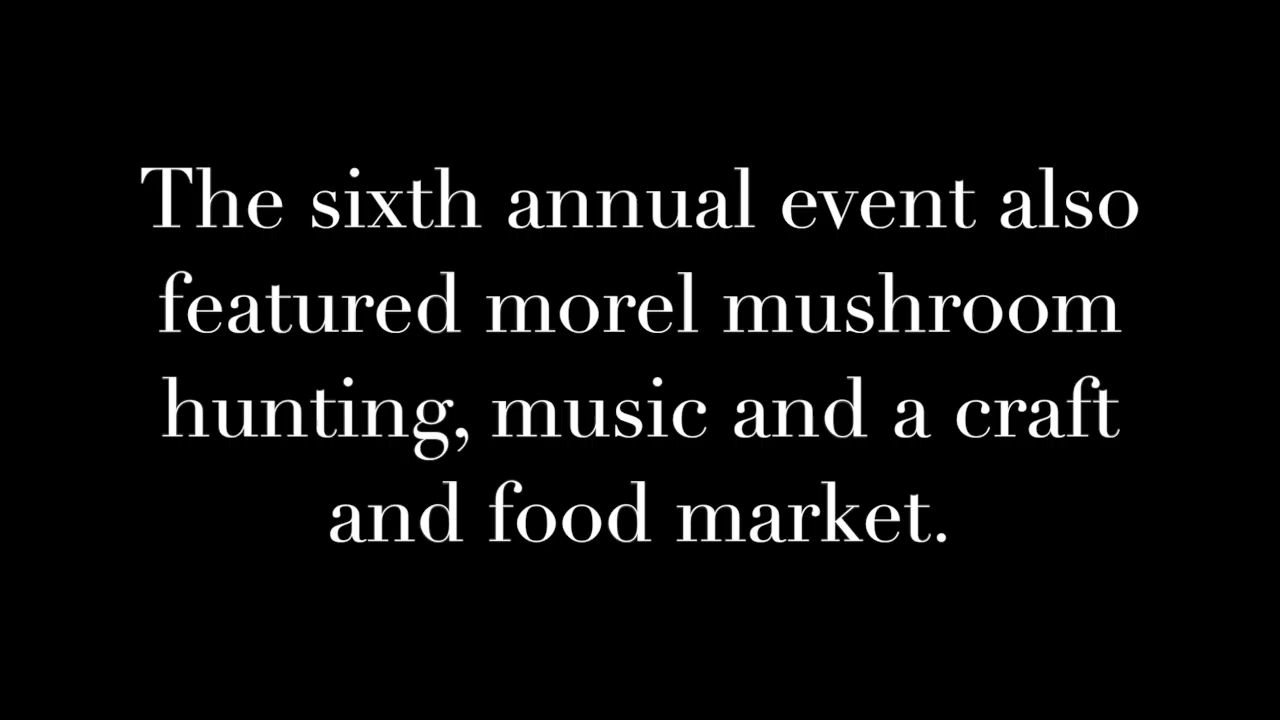 The sixth annual event also
featured morel mushroom
hunting, music and a craft
and food market.